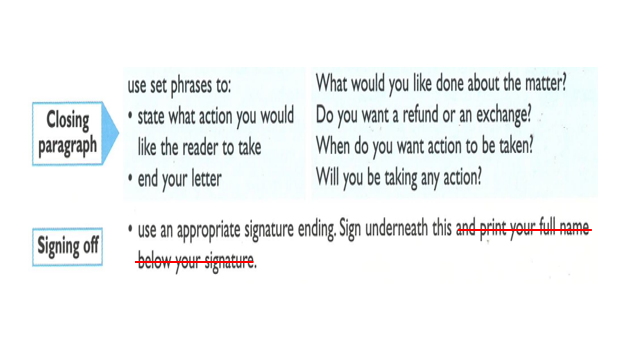 Closing
paragraph
use set phrases to:
• state what action you would
like the reader to take
• end your letter
What would you like done about the matter?
Do you want a refund or an exchange?
When do you want action to be taken?
Will you be taking any action?
Signing off
• use an appropriate signature ending. Sign underneath this and print your full name
below your signature.